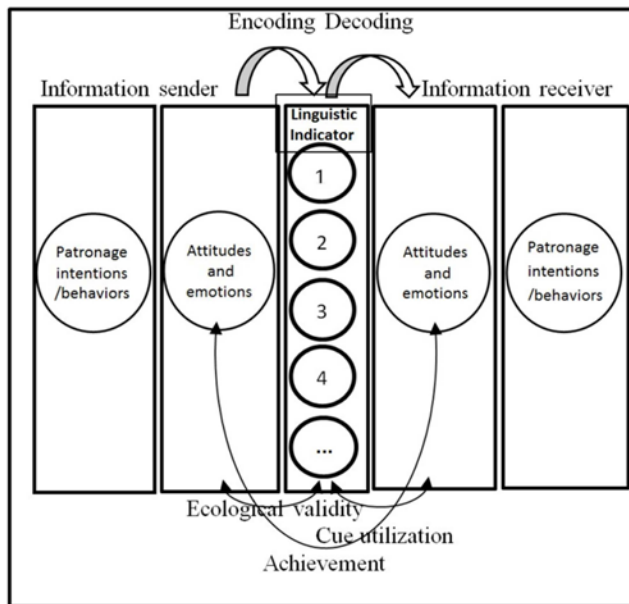 Encoding Decoding
Information sender
Information receiver
Linguistic
Indicator
1
2
3
4
...
Patronage
intentions
/behaviors
Attitudes
and
emotions
Attitudes
and
emotions
Patronage
intentions
/behaviors
Ecological validity
Cue utilization
Achievement